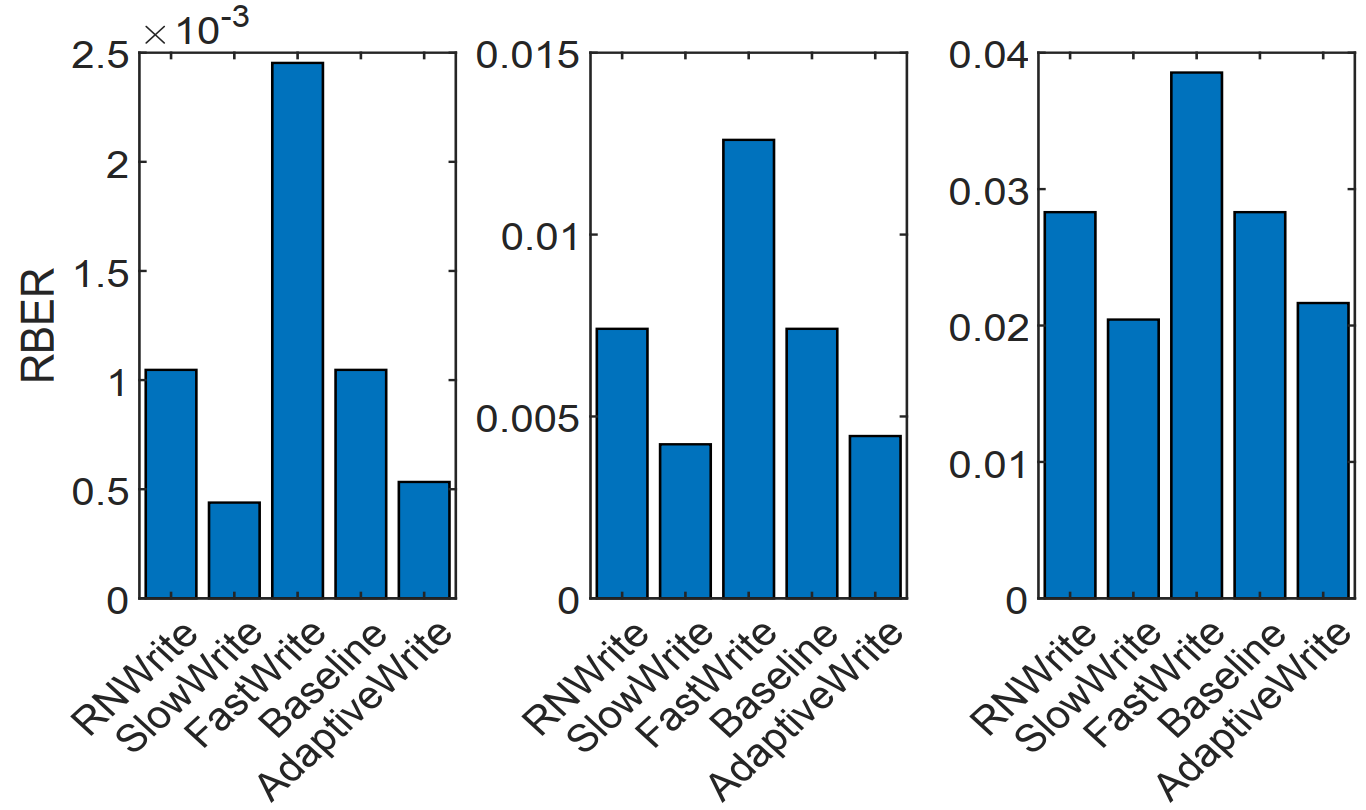 RBER
×10-3
2.5
2
1.5
1
0.5
0
RNWrite
SlowWrite
FastWrite
Baseline
AdaptiveWrite
0.015
0.01
0.005
0
RNWrite
SlowWrite
FastWrite
Baseline
AdaptiveWrite
0.04
0.03
0.02
0.01
0
RNWrite
SlowWrite
FastWrite
Baseline
AdaptiveWrite